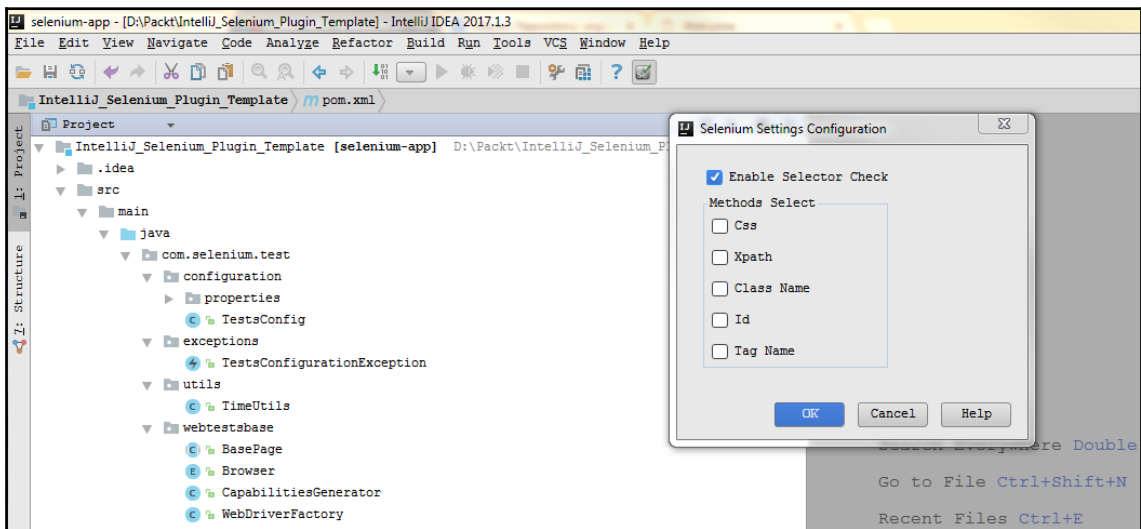 selenium-app - [D:\Packt\IntelliJ_Selenium_Plugin_Template] - IntelliJ IDEA 2017.1.3
File Edit View Navigate Code Analyze Refactor Build Run Tools VCS Window Help
IntelliJ_Selenium_Plugin_Template pom.xml
Project
1: Project
7: Structure
IntelliJ_Selenium_Plugin_Template [selenium-app] D:\Packt\IntelliJ_Selenium_P
.idea
src
main
java
com.selenium.test
configuration
properties
TestsConfig
exceptions
TestsConfigurationException
utils
TimeUtils
webtestsbase
BasePage
Browser
CapabilitiesGenerator
WebDriverFactory
Selenium Settings Configuration
Enable Selector Check
Methods Select
Css
Xpath
Class Name
Id
Tag Name
OK Cancel Help
Search Everywhere Double
Go to File Ctrl+Shift+N
Recent Files Ctrl+E